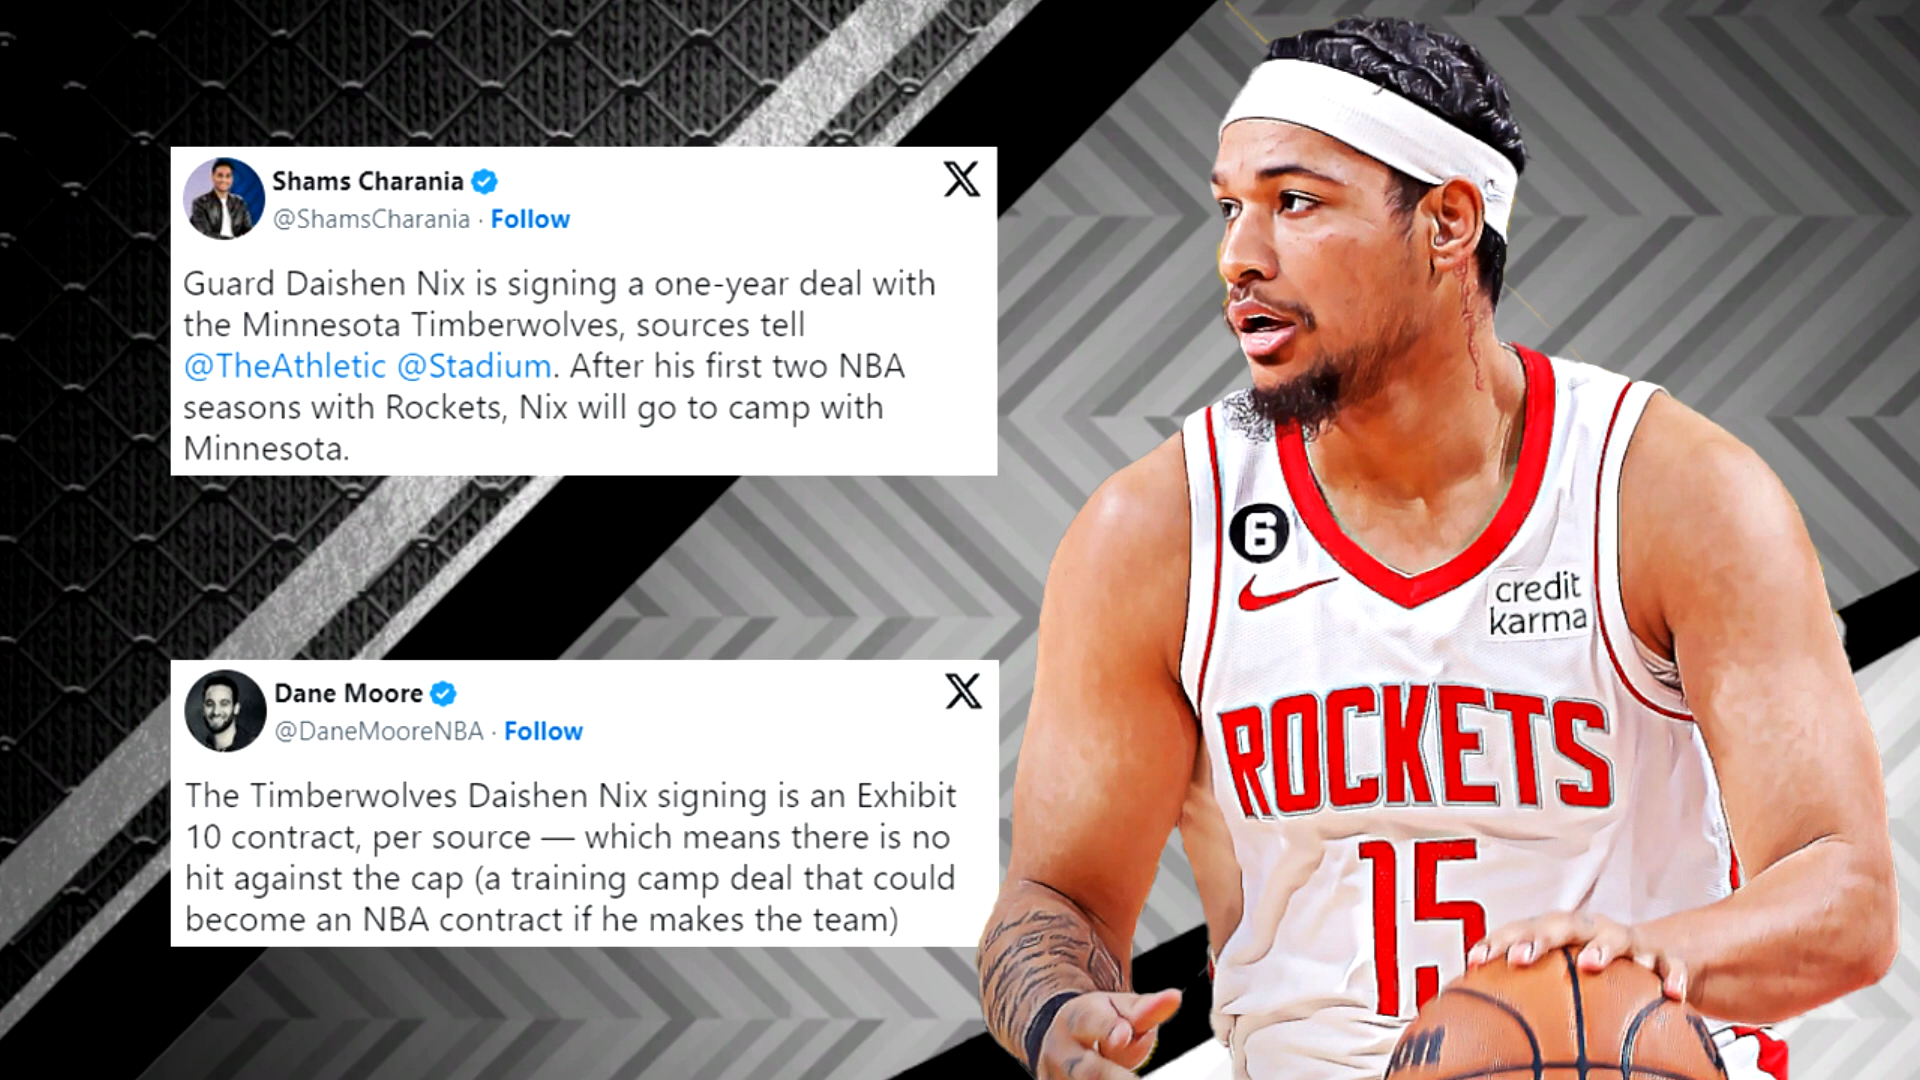 Shams Charania
@ShamsCharania · Follow
Guard Daishen Nix is signing a one-year deal with
the Minnesota Timberwolves, sources tell
@TheAthletic @Stadium. After his first two NBA
seasons with Rockets, Nix will go to camp with
Minnesota.
Dane Moore
@DaneMooreNBA · Follow
The Timberwolves Daishen Nix signing is an Exhibit
10 contract, per source — which means there is no
hit against the cap (a training camp deal that could
become an NBA contract if he makes the team)
6
credit
karma
ROCKETS
15